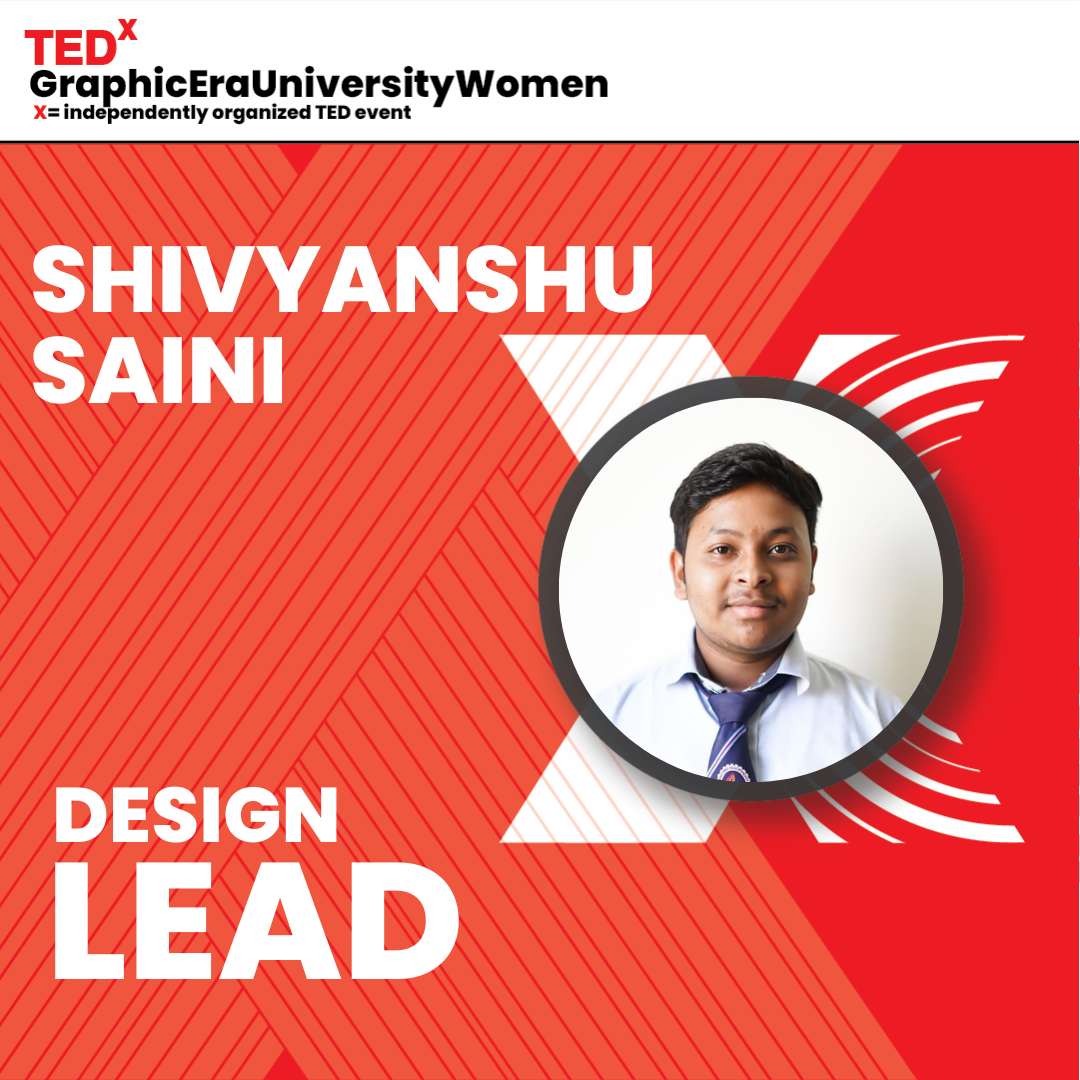 TEDx
GraphicEraUniversityWomen
X= independently organized TED event
SHIVYANSHU
SAINI
DESIGN
LEAD